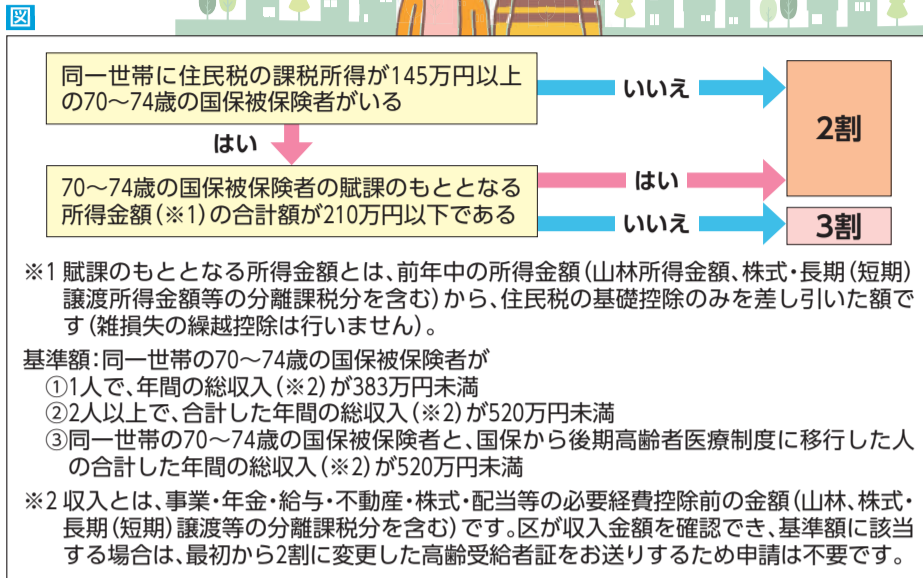 図
同一世帯に住民税の課税所得が145万円以上
の70～74歳の国保被保険者がいる
いいえ
2割
はい
70～74歳の国保被保険者の賦課のもととなる
所得金額(※1)の合計額が210万円以下である
はい
いいえ
3割
※1 賦課のもととなる所得金額とは、前年中の所得金額(山林所得金額、株式・長期(短期)
譲渡所得金額等の分離課税分を含む)から、住民税の基礎控除のみを差し引いた額で
す(雑損失の繰越控除は行いません)。
基準額:同一世帯の70～74歳の国保被保険者が
①1人で、年間の総収入(※2)が383万円未満
②2人以上で、合計した年間の総収入(※2)が520万円未満
③同一世帯の70～74歳の国保被保険者と、国保から後期高齢者医療制度に移行した人
の合計した年間の総収入(※2)が520万円未満
※2 収入とは、事業・年金・給与・不動産・株式・配当等の必要経費控除前の金額(山林、株式・
長期(短期)譲渡等の分離課税分を含む)です。区が収入金額を確認でき、基準額に該当
する場合は、最初から2割に変更した高齢受給者証をお送りするため申請は不要です。